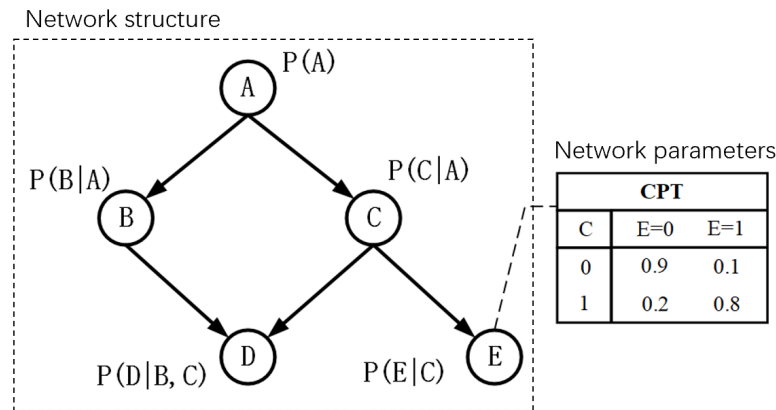 Network structure
P(A)
A
P(B|A)
P(C|A)
B
C
D
E
P(D|B, C)
P(E|C)
Network parameters
CPT
C E=0 E=1
0 0.9 0.1
1 0.2 0.8